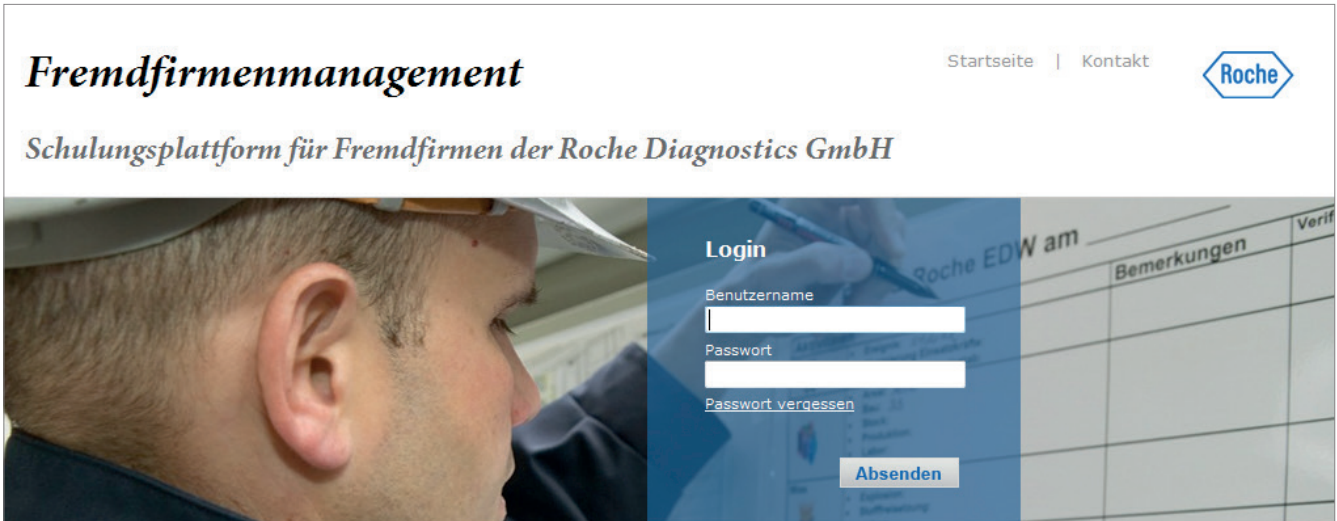 Fremdfirmenmanagement
Startseite | Kontakt
Roche
Schulungsplattform für Fremdfirmen der Roche Diagnostics GmbH
Login
Benutzername
Passwort
Passwort vergessen
Absenden
Roche EDW am
Bemerkungen
Verif